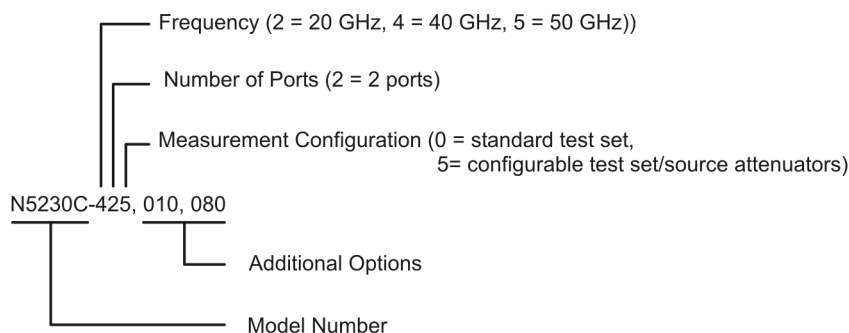 Frequency (2 = 20 GHz, 4 = 40 GHz, 5 = 50 GHz))
Number of Ports (2 = 2 ports)
Measurement Configuration (0 = standard test set,
5= configurable test set/source attenuators)
N5230C-425, 010, 080
Additional Options
Model Number